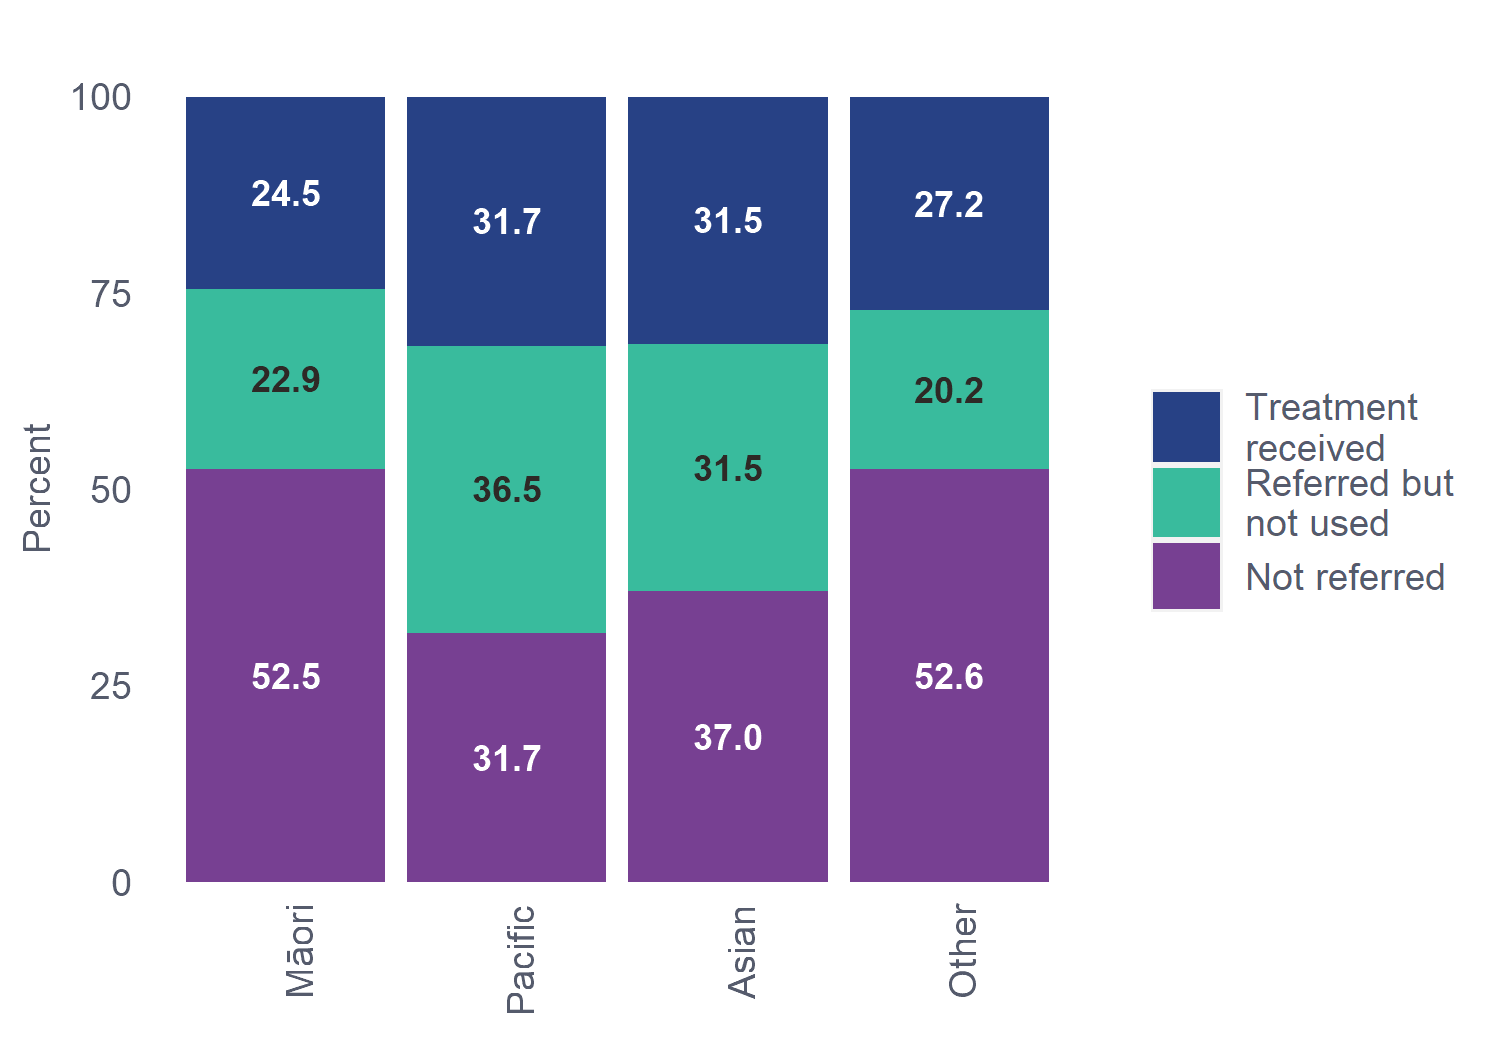 100
75
50
25
0
Percent
24.5
22.9
52.5
31.7
36.5
31.7
31.5
31.5
37.0
27.2
20.2
52.6
Māori
Pacific
Asian
Other
Treatment
received
Referred but
not used
Not referred